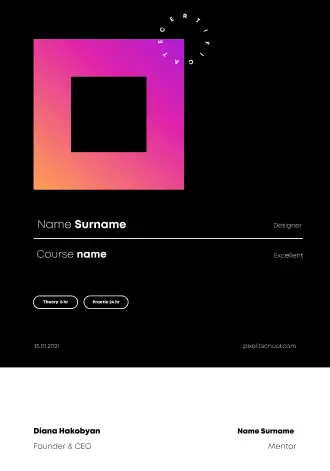 CERTIFICATE
Name Surname
Designer
Course name
Excellent
Theory 6 hr
Practic 24 hr
15.01.2021
pixelitschool.com
Diana Hakobyan
Name Surname
Founder & CEO
Mentor